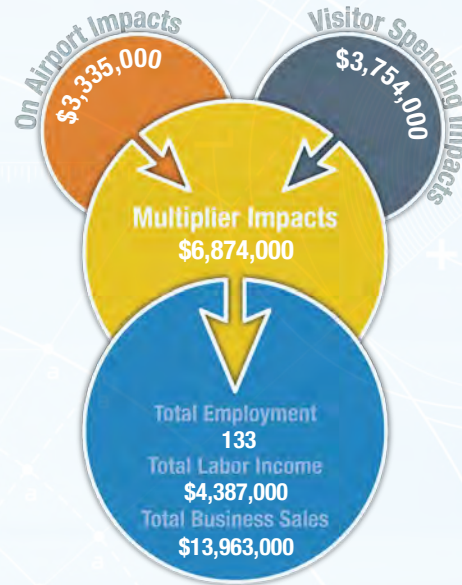 On Airport Impacts
$3,335,000
Visitor Spending Impacts
$3,754,000
Multiplier Impacts
$6,874,000
Total Employment
133
Total Labor Income
$4,387,000
Total Business Sales
$13,963,000